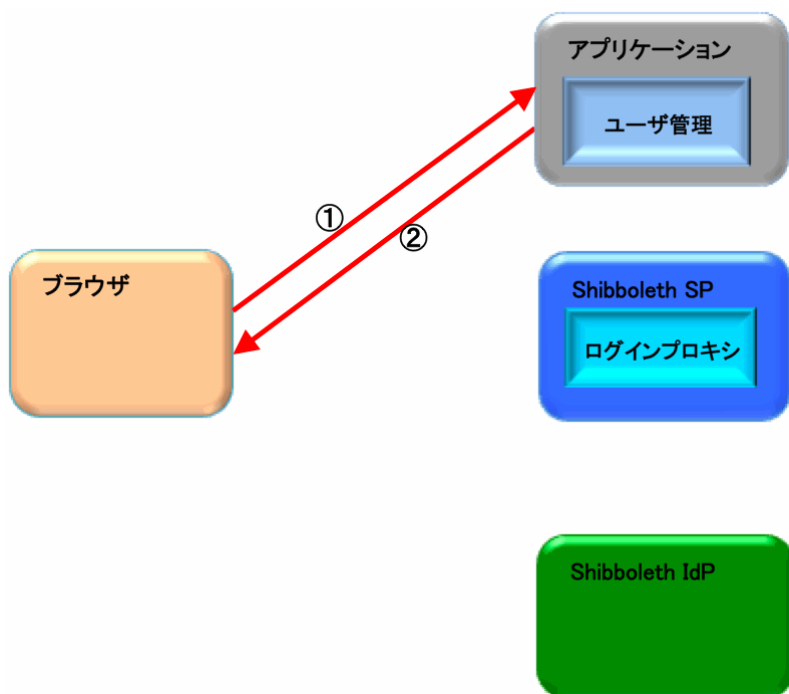 アプリケーション
ユーザ管理
①
②
ブラウザ
Shibboleth SP
ログインプロキシ
Shibboleth IdP